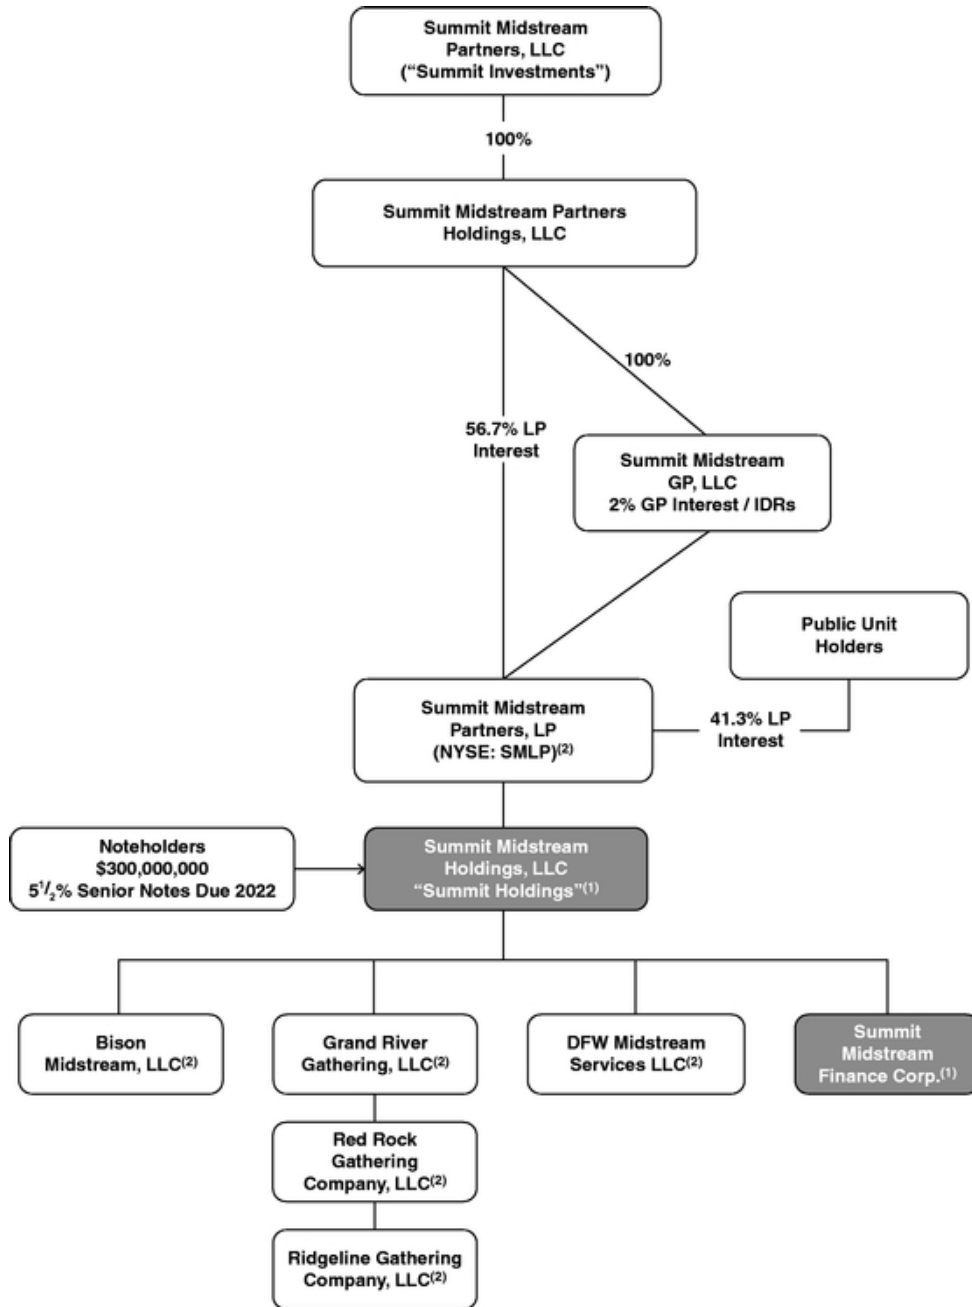 Summit Midstream
Partners, LLC
(“Summit Investments”)
100%
Summit Midstream Partners
Holdings, LLC
100%
56.7% LP
Interest
Summit Midstream
GP, LLC
2% GP Interest / IDRs
Public Unit
Holders
Summit Midstream
Partners, LP
(NYSE: SMLP)(2)
41.3% LP
Interest
Noteholders
$300,000,000
5 1/2% Senior Notes Due 2022
Summit Midstream
Holdings, LLC
“Summit Holdings”(1)
Bison
Midstream, LLC(2)
Grand River
Gathering, LLC(2)
DFW Midstream
Services LLC(2)
Summit
Midstream
Finance Corp.(1)
Red Rock
Gathering
Company, LLC(2)
Ridgeline Gathering
Company, LLC(2)